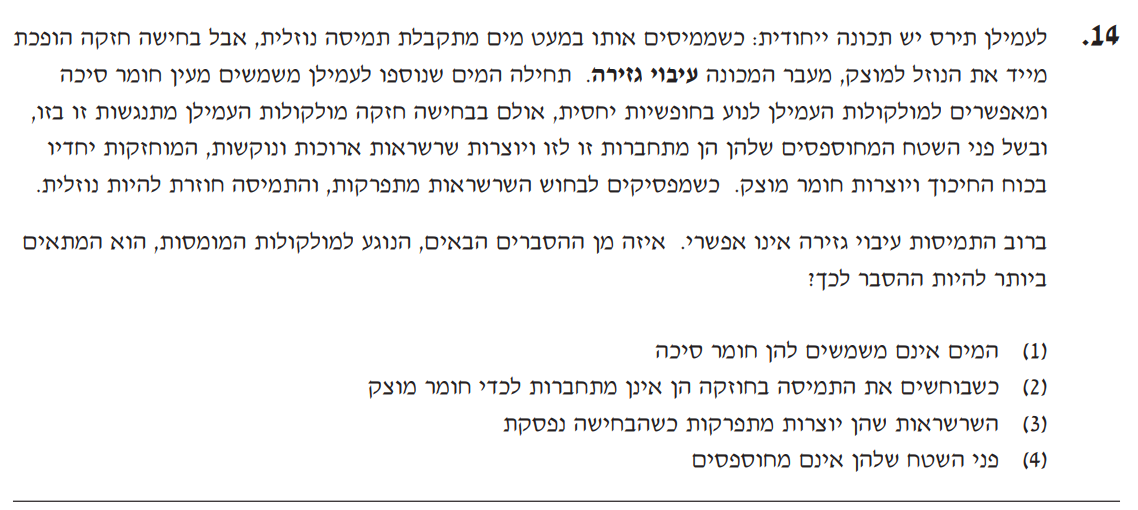 14. לעמילן תירס יש תכונה ייחודית: כשממיסים אותו במעט מים מתקבלת תמיסה נוזלית, אבל בחישה חזקה הופכת
מייד את הנוזל למוצק, מעבר המכונה עיבוי גזירה. תחילה המים שנוספו לעמילן משמשים מעין חומר סיכה
ומאפשרים למולקולות העמילן לנוע בחופשיות יחסית, אולם בבחישה חזקה מולקולות העמילן מתנגשות זו בזו,
ובשל פני השטח המחוספסים שלהן הן מתחברות זו לזו ויוצרות שרשראות ארוכות ונוקשות, המוחזקות יחדיו
בכוח החיכוך ויוצרות חומר מוצק. כשמפסיקים לבחוש השרשראות מתפרקות, והתמיסה חוזרת להיות נוזלית.
ברוב התמיסות עיבוי גזירה אינו אפשרי. איזה מן ההסברים הבאים, הנוגע למולקולות המומסות, הוא המתאים
ביותר להיות ההסבר לכך?
(1) המים אינם משמשים להן חומר סיכה
(2) כשבוחשים את התמיסה בחוזקה הן אינן מתחברות לכדי חומר מוצק
(3) השרשראות שהן יוצרות מתפרקות כשהבחישה נפסקת
(4) פני השטח שלהן אינם מחוספסים